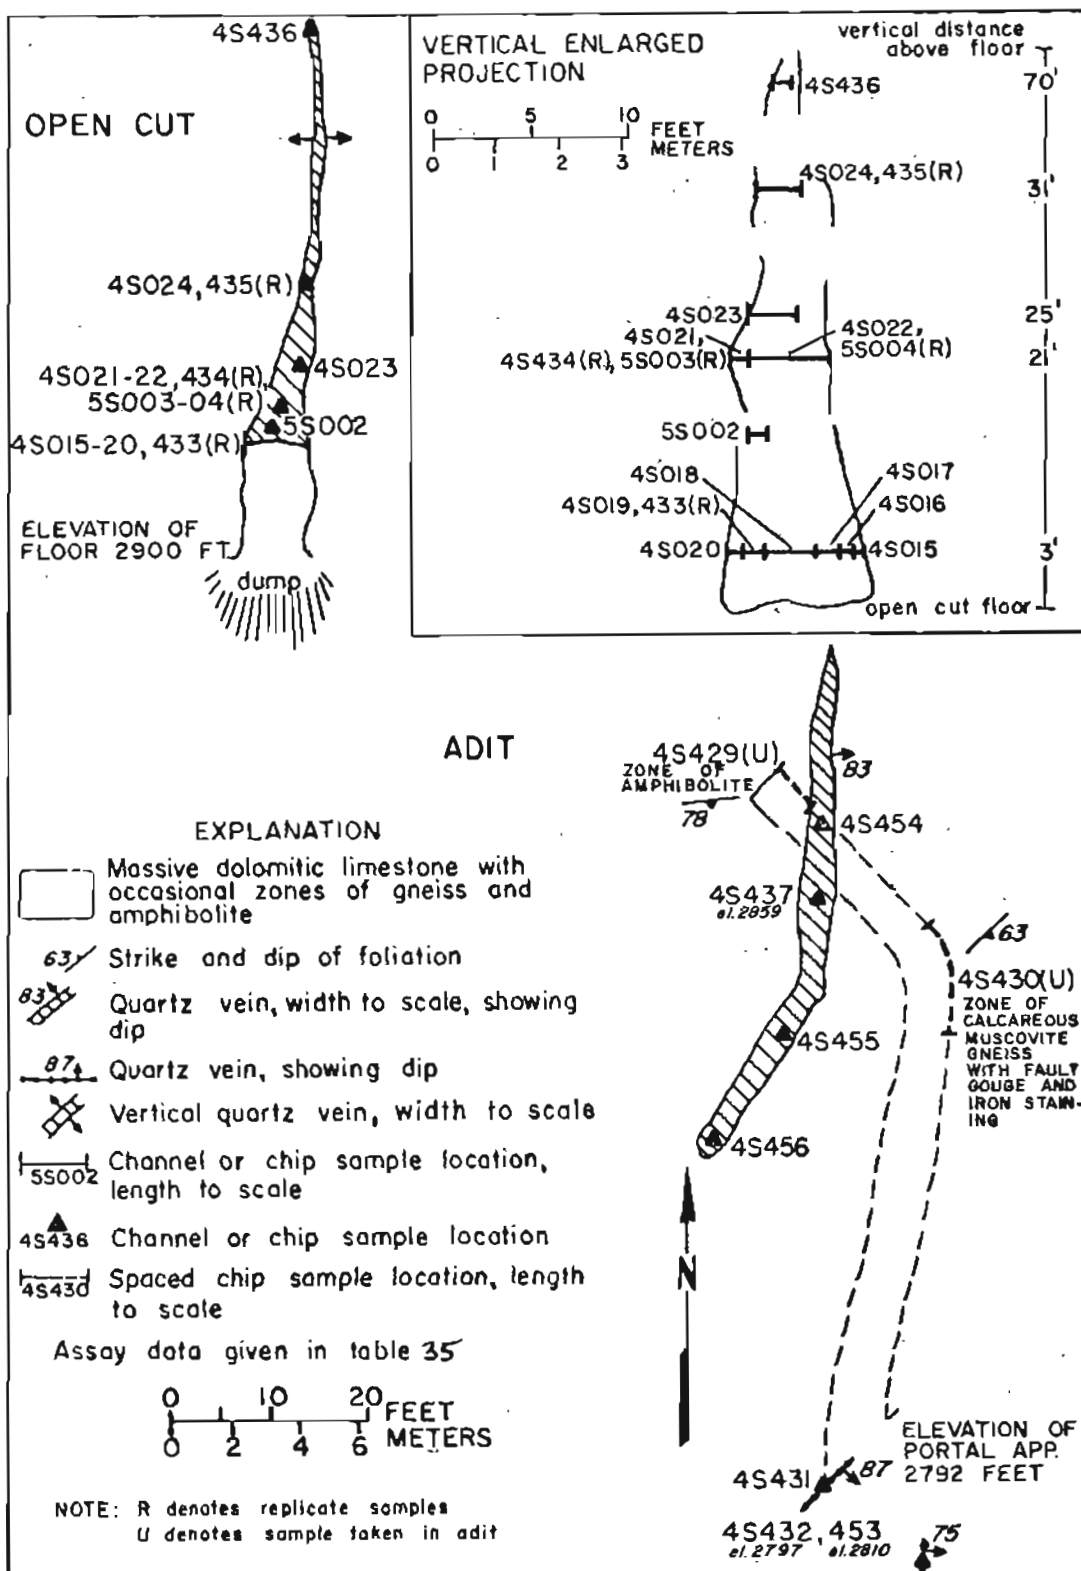 4S436
OPEN CUT
4S024, 435(R)
4S023
4S021-22, 434(R),
5S003-04(R)
5S002
4S015-20, 433(R)
ELEVATION OF
FLOOR 2900 FT.
dump
VERTICAL ENLARGED
PROJECTION
0 5 10
FEET
METERS
0 1 2 3
vertical distance
above floor
4S436
70'
4S024, 435(R)
31'
4S023
25'
4S021,
4S434(R), 5S003(R)
4S022,
5S004(R)
21'
5S002
4S018
4S017
4S019, 433(R)
4S016
4S020
4S015
3'
open cut floor
ADIT
4S429(U)
ZONE OF
AMPHIBOLITE
78
83
4S454
4S437
el. 2859
63
4S430(U)
ZONE OF
CALCAREOUS
MUSCOVITE
GNEISS
WITH FAULT
GOUGE AND
IRON STAIN-
ING
4S455
4S456
N
ELEVATION OF
PORTAL APP.
2792 FEET
4S431
87
4S432, 453
el. 2797 el. 2810
75
EXPLANATION
Massive dolomitic limestone with
occasional zones of gneiss and
amphibolite
63 Strike and dip of foliation
83 Quartz vein, width to scale, showing
dip
87 Quartz vein, showing dip
Vertical quartz vein, width to scale
5S002 Channel or chip sample location,
length to scale
4S436 Channel or chip sample location
4S430 Spaced chip sample location, length
to scale
Assay data given in table 35
0 10 20
FEET
METERS
0 2 4 6
NOTE: R denotes replicate samples
U denotes sample taken in adit